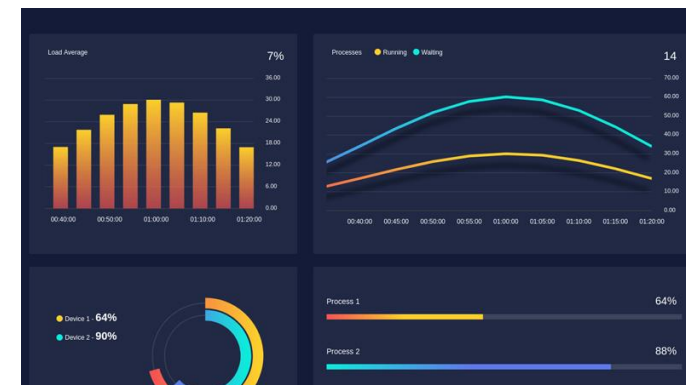 Load Average
7%
36.00
30.00
24.00
18.00
12.00
6.00
0.00
00:40:00 00:50:00 01:00:00 01:10:00 01:20:00
Processes Running Waiting
14
70.00
60.00
50.00
40.00
30.00
20.00
10.00
0.00
00:40:00 00:45:00 00:50:00 00:55:00 01:00:00 01:05:00 01:10:00 01:15:00 01:20:00
Device 1 - 64%
Device 2 - 90%
Process 1 64%
Process 2 88%